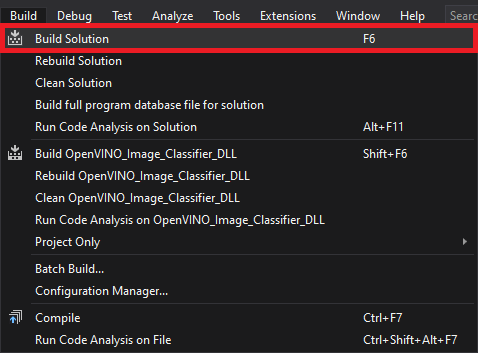 Build Debug Test Analyze Tools Extensions Window Help Searc
Build Solution F6
Rebuild Solution
Clean Solution
Build full program database file for solution
Run Code Analysis on Solution Alt+F11
Build OpenVINO_Image_Classifier_DLL Shift+F6
Rebuild OpenVINO_Image_Classifier_DLL
Clean OpenVINO_Image_Classifier_DLL
Run Code Analysis on OpenVINO_Image_Classifier_DLL
Project Only
Batch Build...
Configuration Manager...
Compile Ctrl+F7
Run Code Analysis on File Ctrl+Shift+Alt+F7